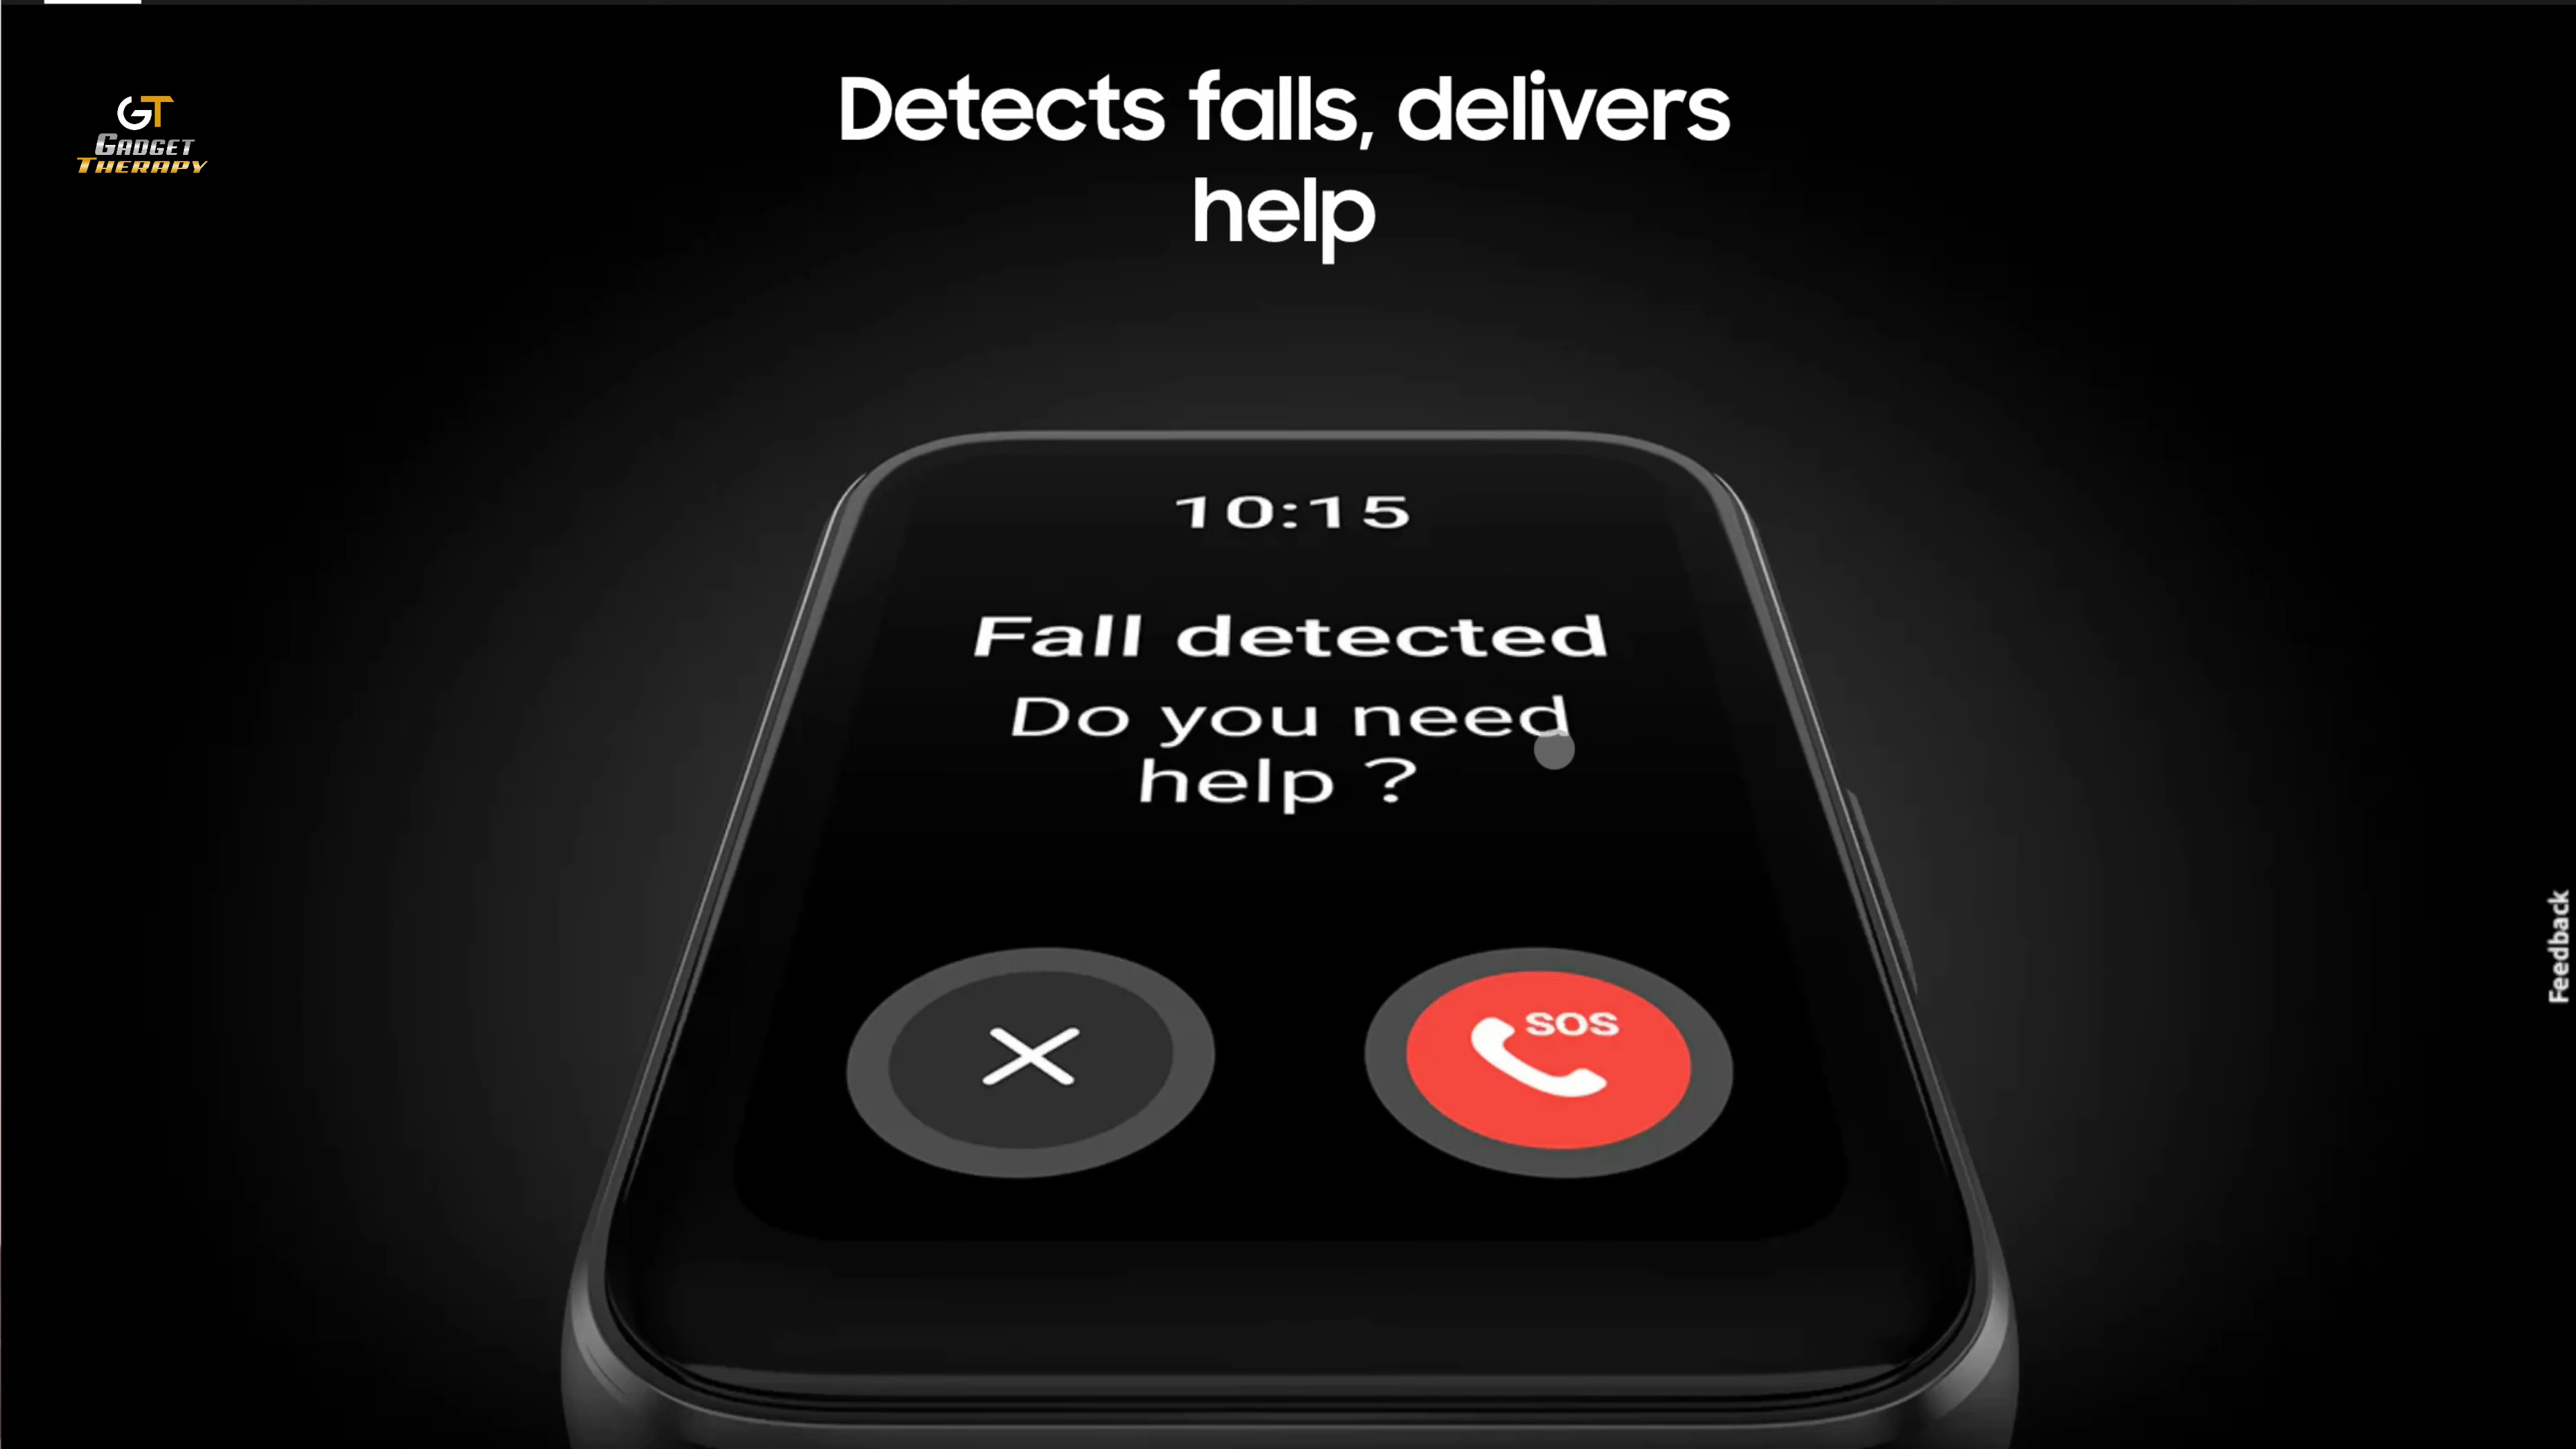 GT
GADGET
THERAPY
Detects falls, delivers
help
10:15
Fall detected
Do you need
help ?
SOS
Feedback